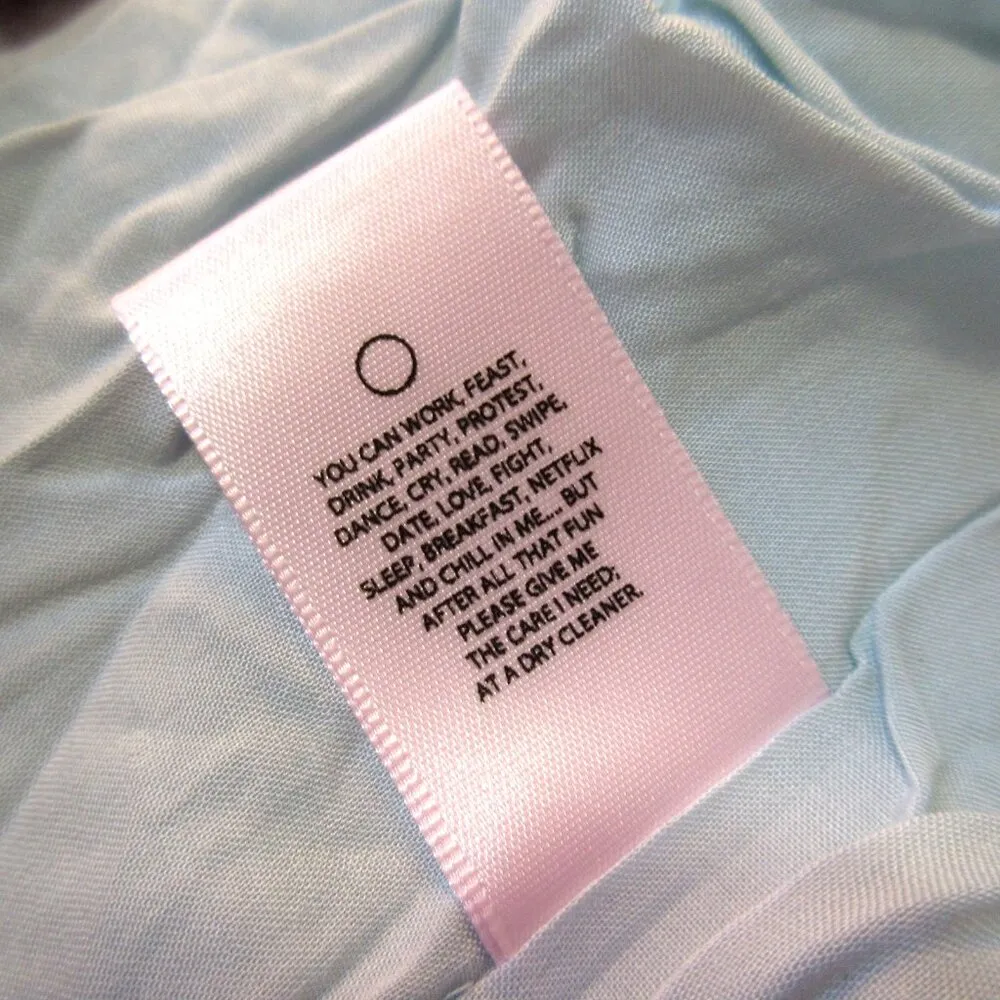 YOU CAN WORK, FEAST,
DRINK, PARTY, PROTEST,
DANCE, CRY, READ, SWIPE,
DATE, LOVE, FIGHT,
SLEEP, BREAKFAST, NETFLIX
AND CHILL IN ME.... BUT
AFTER ALL THAT FUN
PLEASE GIVE ME
THE CARE I NEED;
AT A DRY CLEANER.